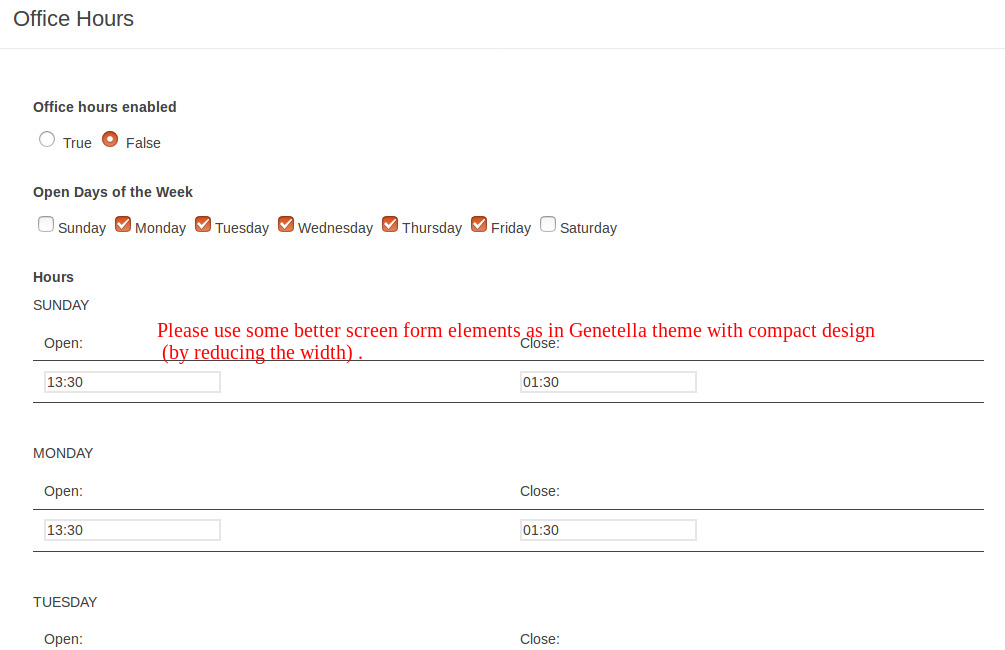 Office Hours
Office hours enabled
True False
Open Days of the Week
Sunday Monday Tuesday Wednesday Thursday Friday Saturday
Hours
SUNDAY
Please use some better screen form elements as in Genetella theme with compact design
(by reducing the width) .
Open: Close:
13:30 01:30
MONDAY
Open: Close:
13:30 01:30
TUESDAY
Open: Close: